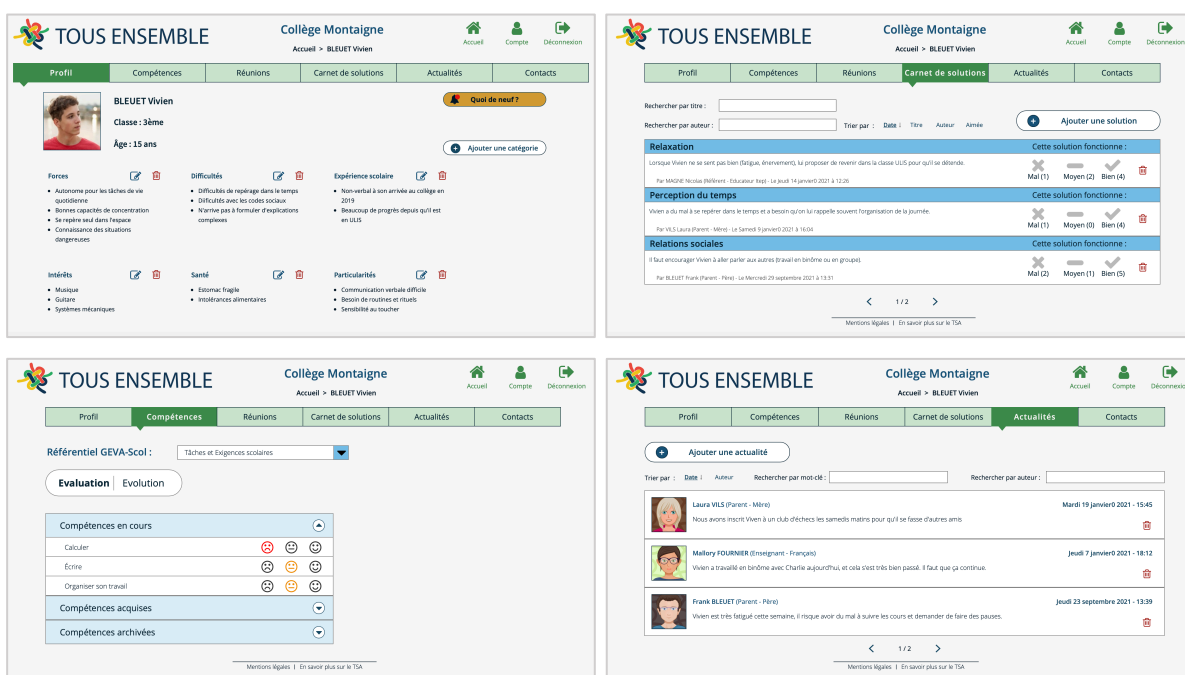 TOUS ENSEMBLE
Collège Montaigne
Accueil > BLEUET Vivien
Accueil
Compte
Déconnexion
Profil
Compétences
Réunions
Carnet de solutions
Actualités
Contacts
BLEUET Vivien
Classe : 3ème
Âge : 15 ans
Quoi de neuf ?
Ajouter une catégorie
Forces
• Autonome pour les tâches de vie
quotidienne
• Bonnes capacités de concentration
• Se repère seul dans l'espace
• Connaissance des situations
dangereuses
Difficultés
• Difficultés de repérage dans le temps
• Difficultés avec les codes sociaux
• N'arrive pas à formuler d'explications
complexes
Expérience scolaire
• Non-verbal à son arrivée au collège en
2019
• Beaucoup de progrès depuis qu'il est
en ULIS
Intérêts
• Musique
• Guitare
• Systèmes mécaniques
Santé
• Estomac fragile
• Intolérances alimentaires
Particularités
• Communication verbale difficile
• Besoin de routines et rituels
• Sensibilité au toucher
TOUS ENSEMBLE
Collège Montaigne
Accueil > BLEUET Vivien
Accueil
Compte
Déconnexion
Profil
Compétences
Réunions
Carnet de solutions
Actualités
Contacts
Rechercher par titre :
Rechercher par auteur :
Trier par : Date ↓ Titre Auteur Aimée
Ajouter une solution
Relaxation
Cette solution fonctionne :
Lorsque Vivien ne se sent pas bien (fatigue, énervement), lui proposer de revenir dans la classe ULIS pour qu'il se détende.
Par MAGNE Nicolas (Référent - Educateur Itep) - Le Jeudi 14 janvier0 2021 à 12:26
Mal (1) Moyen (2) Bien (4)
Perception du temps
Cette solution fonctionne :
Vivien a du mal à se repérer dans le temps et a besoin qu'on lui rappelle souvent l'organisation de la journée.
Par VILS Laura (Parent - Mère) - Le Samedi 9 janvier0 2021 à 16:04
Mal (1) Moyen (0) Bien (4)
Relations sociales
Cette solution fonctionne :
Il faut encourager Vivien à aller parler aux autres (travail en binôme ou en groupe).
Par BLEUET Frank (Parent - Père) - Le Mercredi 29 septembre 2021 à 13:31
Mal (2) Moyen (1) Bien (5)
1 / 2
Mentions légales | En savoir plus sur le TSA
TOUS ENSEMBLE
Collège Montaigne
Accueil > BLEUET Vivien
Accueil
Compte
Déconnexion
Profil
Compétences
Réunions
Carnet de solutions
Actualités
Contacts
Référentiel GEVA-Scol :
Tâches et Exigences scolaires
Evaluation | Evolution
Compétences en cours
Calculer
Écrire
Organiser son travail
Compétences acquises
Compétences archivées
Mentions légales | En savoir plus sur le TSA
TOUS ENSEMBLE
Collège Montaigne
Accueil > BLEUET Vivien
Accueil
Compte
Déconnexion
Profil
Compétences
Réunions
Carnet de solutions
Actualités
Contacts
Ajouter une actualité
Trier par : Date ↓ Auteur
Rechercher par mot-clé :
Rechercher par auteur :
Laura VILS (Parent - Mère)
Mardi 19 janvier0 2021 - 15:45
Nous avons inscrit Viven à un club d'échecs les samedis matins pour qu'il se fasse d'autres amis
Mallory FOURNIER (Enseignant - Français)
Jeudi 7 janvier0 2021 - 18:12
Vivien a travaillé en binôme avec Charlie aujourd'hui, et cela s'est très bien passé. Il faut que ça continue.
Frank BLEUET (Parent - Père)
Jeudi 23 septembre 2021 - 13:39
Vivien est très fatigué cette semaine, il risque avoir du mal à suivre les cours et demander de faire des pauses.
1 / 2
Mentions légales | En savoir plus sur le TSA